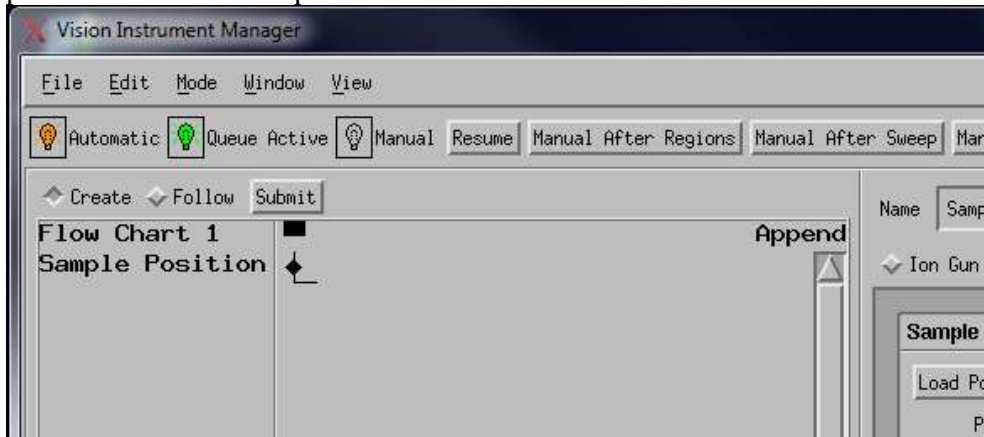 Vision Instrument Manager
File Edit Mode Window View
Automatic Queue Active Manual Resume Manual After Regions Manual After Sweep
Create Follow Submit
Name
Flow Chart 1 Append
Sample Position
Ion Gun
Sample
Load